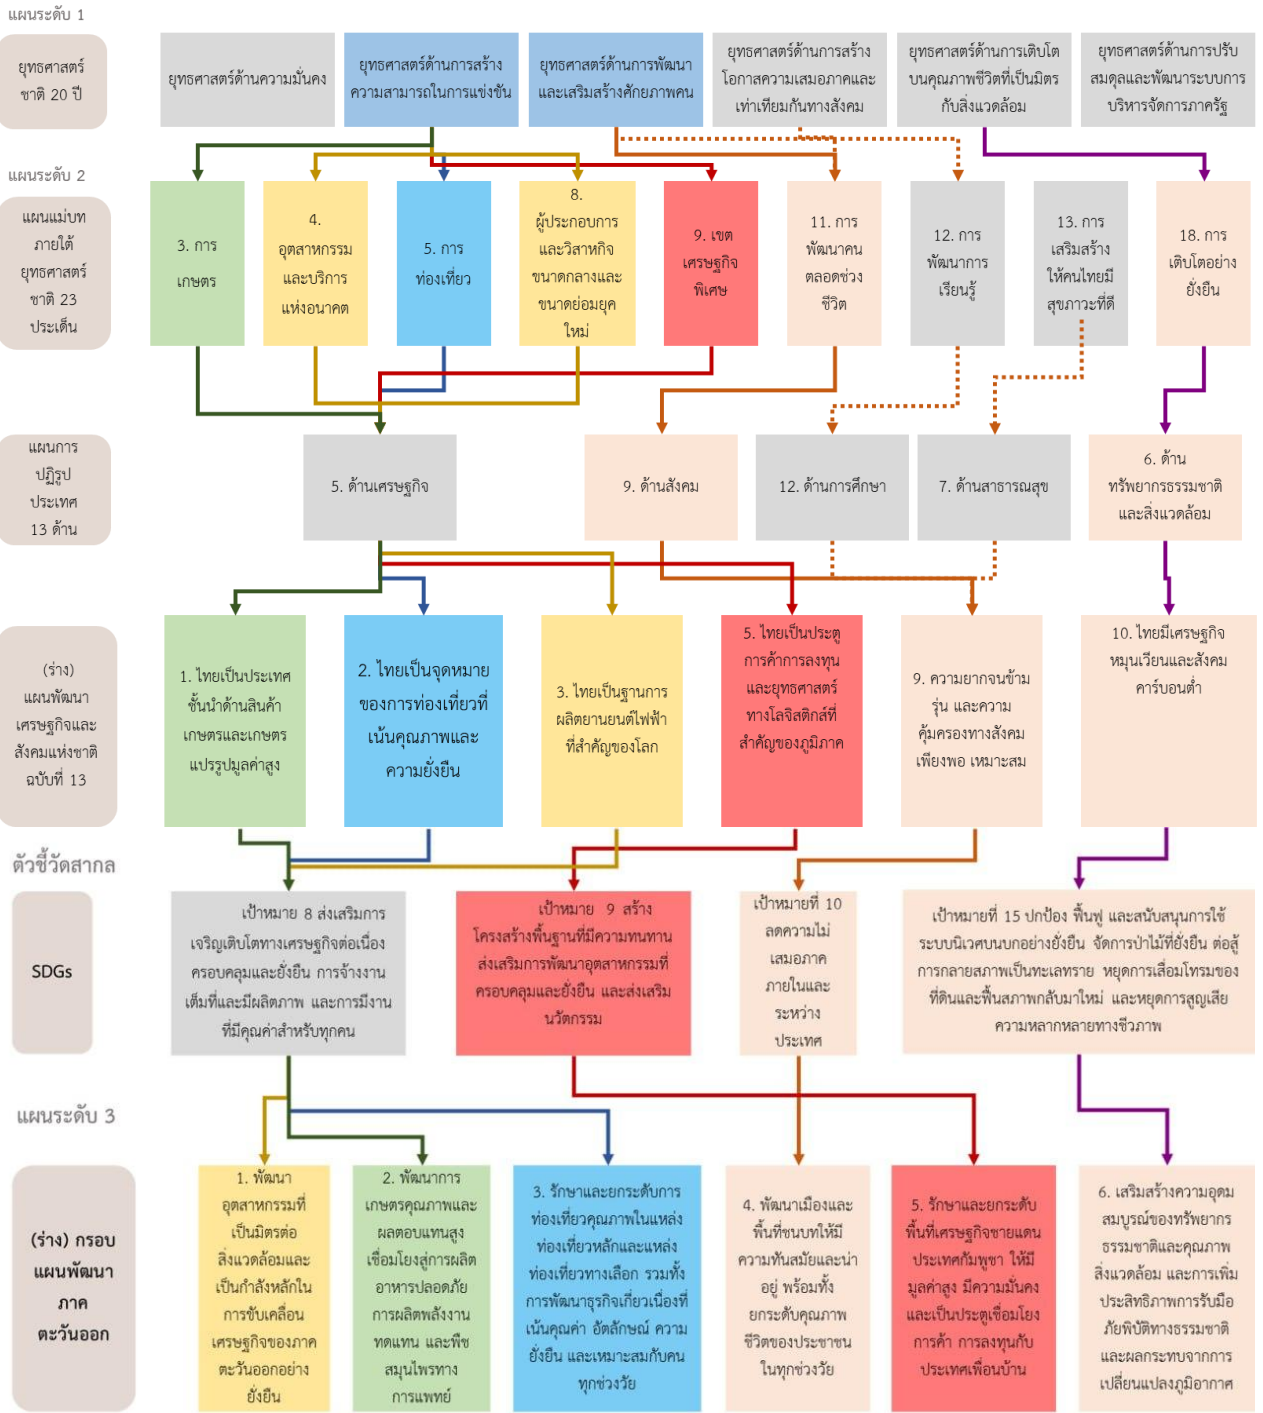 แผนระดับ 1
ยุทธศาสตร์
ชาติ 20 ปี
ยุทธศาสตร์ด้านความมั่นคง
ยุทธศาสตร์ด้านการสร้าง
ความสามารถในการแข่งขัน
ยุทธศาสตร์ด้านการพัฒนา
และเสริมสร้างศักยภาพคน
ยุทธศาสตร์ด้านการสร้าง
โอกาสความเสมอภาคและ
เท่าเทียมกันทางสังคม
ยุทธศาสตร์ด้านการเติบโต
บนคุณภาพชีวิตที่เป็นมิตร
กับสิ่งแวดล้อม
ยุทธศาสตร์ด้านการปรับ
สมดุลและพัฒนาระบบการ
บริหารจัดการภาครัฐ
แผนระดับ 2
แผนแม่บท
ภายใต้
ยุทธศาสตร์
ชาติ 23
ประเด็น
3. การ
เกษตร
4.
อุตสาหกรรม
และบริการ
แห่งอนาคต
5. การ
ท่องเที่ยว
8.
ผู้ประกอบการ
และวิสาหกิจ
ขนาดกลางและ
ขนาดย่อมยุค
ใหม่
9. เขต
เศรษฐกิจ
พิเศษ
11. การ
พัฒนาคน
ตลอดช่วง
ชีวิต
12. การ
พัฒนาการ
เรียนรู้
13. การ
เสริมสร้าง
ให้คนไทยมี
สุขภาวะที่ดี
18. การ
เติบโตอย่าง
ยั่งยืน
แผนการ
ปฏิรูป
ประเทศ
13 ด้าน
5. ด้านเศรษฐกิจ
9. ด้านสังคม
12. ด้านการศึกษา
7. ด้านสาธารณสุข
6. ด้าน
ทรัพยากรธรรมชาติ
และสิ่งแวดล้อม
(ร่าง)
แผนพัฒนา
เศรษฐกิจและ
สังคมแห่งชาติ
ฉบับที่ 13
1. ไทยเป็นประเทศ
ชั้นนำด้านสินค้า
เกษตรและเกษตร
แปรรูปมูลค่าสูง
2. ไทยเป็นจุดหมาย
ของการท่องเที่ยวที่
เน้นคุณภาพและ
ความยั่งยืน
3. ไทยเป็นฐานการ
ผลิตยานยนต์ไฟฟ้า
ที่สำคัญของโลก
5. ไทยเป็นประตู
การค้าการลงทุน
และยุทธศาสตร์
ทางโลจิสติกส์ที่
สำคัญของภูมิภาค
9. ความยากจนข้าม
รุ่น และความ
คุ้มครองทางสังคม
เพียงพอ เหมาะสม
10. ไทยมีเศรษฐกิจ
หมุนเวียนและสังคม
คาร์บอนต่ำ
ตัวชี้วัดสากล
SDGs
เป้าหมาย 8 ส่งเสริมการ
เจริญเติบโตทางเศรษฐกิจต่อเนื่อง
ครอบคลุมและยั่งยืน การจ้างงาน
เต็มที่และมีผลิตภาพ และการมีงาน
ที่มีคุณค่าสำหรับทุกคน
เป้าหมาย 9 สร้าง
โครงสร้างพื้นฐานที่มีความทนทาน
ส่งเสริมการพัฒนาอุตสาหกรรมที่
ครอบคลุมและยั่งยืน และส่งเสริม
นวัตกรรม
เป้าหมายที่ 10
ลดความไม่
เสมอภาค
ภายในและ
ระหว่าง
ประเทศ
เป้าหมายที่ 15 ปกป้อง ฟื้นฟู และสนับสนุนการใช้
ระบบนิเวศบนบกอย่างยั่งยืน จัดการป่าไม้ที่ยั่งยืน ต่อสู้
การกลายสภาพเป็นทะเลทราย หยุดการเสื่อมโทรมของ
ที่ดินและฟื้นสภาพกลับมาใหม่ และหยุดการสูญเสีย
ความหลากหลายทางชีวภาพ
แผนระดับ 3
(ร่าง) กรอบ
แผนพัฒนา
ภาค
ตะวันออก
1. พัฒนา
อุตสาหกรรมที่
เป็นมิตรต่อ
สิ่งแวดล้อมและ
เป็นกำลังหลักใน
การขับเคลื่อน
เศรษฐกิจของภาค
ตะวันออกอย่าง
ยั่งยืน
2. พัฒนาการ
เกษตรคุณภาพและ
ผลตอบแทนสูง
เชื่อมโยงสู่การผลิต
อาหารปลอดภัย
การผลิตพลังงาน
ทดแทน และพืช
สมุนไพรทาง
การแพทย์
3. รักษาและยกระดับการ
ท่องเที่ยวคุณภาพในแหล่ง
ท่องเที่ยวหลักและแหล่ง
ท่องเที่ยวทางเลือก รวมทั้ง
การพัฒนาธุรกิจเกี่ยวเนื่องที่
เน้นคุณค่า อัตลักษณ์ ความ
ยั่งยืน และเหมาะสมกับคน
ทุกช่วงวัย
4. พัฒนาเมืองและ
พื้นที่ชนบทให้มี
ความทันสมัยและน่า
อยู่ พร้อมทั้ง
ยกระดับคุณภาพ
ชีวิตของประชาชน
ในทุกช่วงวัย
5. รักษาและยกระดับ
พื้นที่เศรษฐกิจชายแดน
ประเทศกัมพูชา ให้มี
มูลค่าสูง มีความมั่นคง
และเป็นประตูเชื่อมโยง
การค้า การลงทุนกับ
ประเทศเพื่อนบ้าน
6. เสริมสร้างความอุดม
สมบูรณ์ของทรัพยากร
ธรรมชาติและคุณภาพ
สิ่งแวดล้อม และการเพิ่ม
ประสิทธิภาพการรับมือ
ภัยพิบัติทางธรรมชาติ
และผลกระทบจากการ
เปลี่ยนแปลงภูมิอากาศ